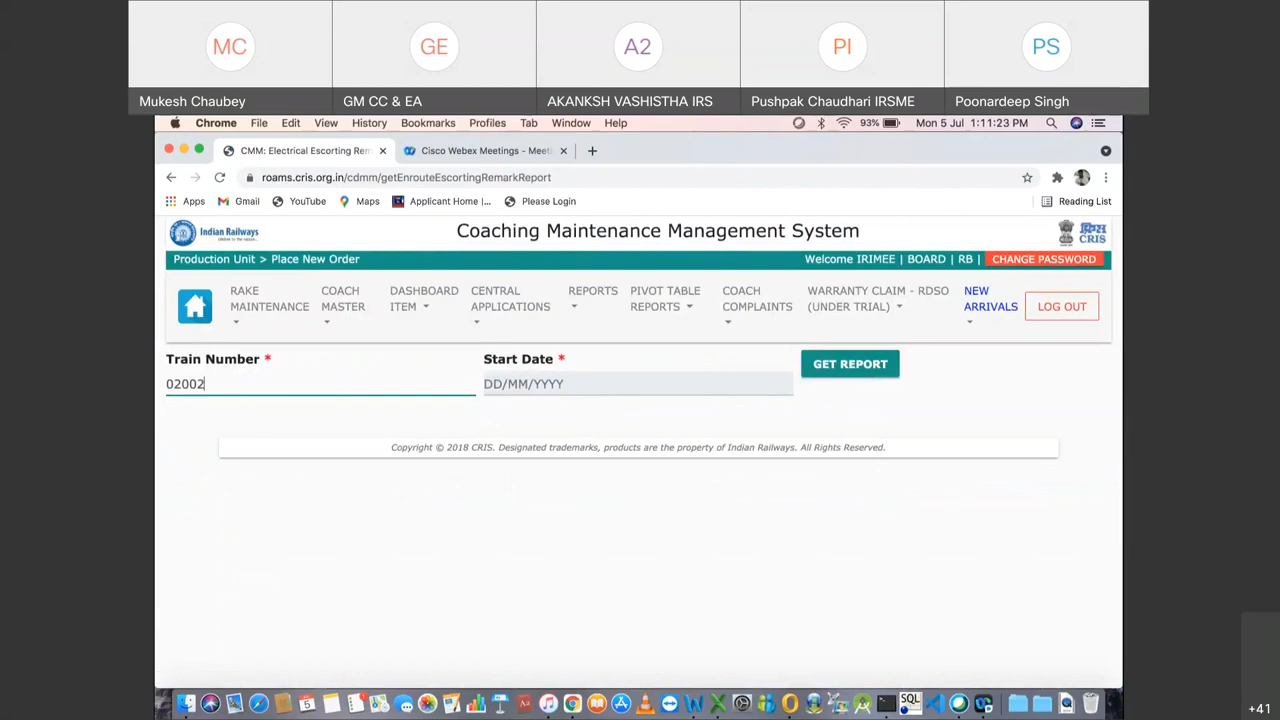 MC GE A2 PI PS
Mukesh Chaubey GM CC & EA AKANKSH VASHISTHA IRS Pushpak Chaudhari IRSME Poonardeep Singh
Chrome File Edit View History Bookmarks Profiles Tab Window Help 93% Mon 5 Jul 1:11:23 PM
CMM: Electrical Escorting Rem Cisco Webex Meetings - Meeti
roams.cris.org.in/cdmm/getEnrouteEscortingRemarkReport
Apps Gmail YouTube Maps Applicant Home |... Please Login Reading List
Indian Railways Coaching Maintenance Management System CRIS
Production Unit > Place New Order Welcome IRIMEE | BOARD | RB | CHANGE PASSWORD
RAKE MAINTENANCE
COACH MASTER
DASHBOARD ITEM
CENTRAL APPLICATIONS
REPORTS
PIVOT TABLE REPORTS
COACH COMPLAINTS
WARRANTY CLAIM - RDSO (UNDER TRIAL)
NEW ARRIVALS
LOG OUT
Train Number * Start Date * GET REPORT
02002 DD/MM/YYYY
Copyright © 2018 CRIS. Designated trademarks, products are the property of Indian Railways. All Rights Reserved.
SQL
+41